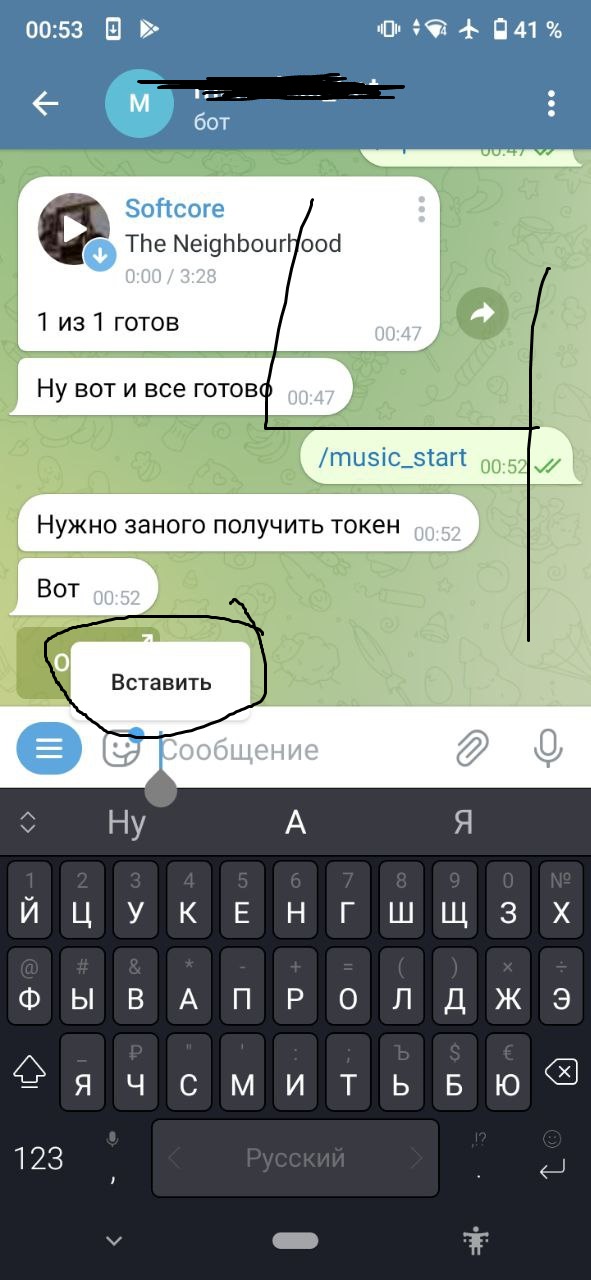 00:53
41 %
M
бот
00:47
Softcore
The Neighbourhood
0:00 / 3:28
1 из 1 готов
00:47
Ну вот и все готово
00:47
/music_start
00:52
Нужно заного получить токен
00:52
Вот
00:52
Вставить
Сообщение
Ну А Я
1 2 3 4 5 6 7 8 9 0 №
Й Ц У К Е Н Г Ш Щ З Х
@ # & * - + = ( ) × ÷
Ф Ы В А П Р О Л Д Ж Э
_ ₽ " ' : ; Ъ $ €
Я Ч С М И Т Ь Б Ю
,!?
123 , Русский .